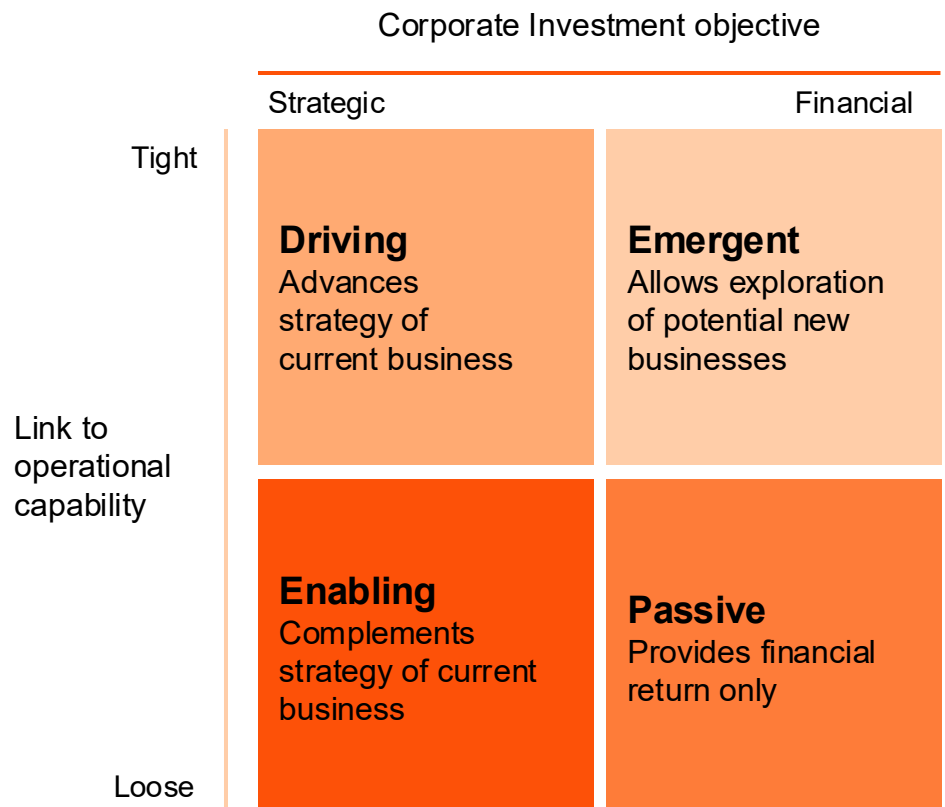 Corporate Investment objective
Strategic
Financial
Tight
Driving
Advances
strategy of
current business
Emergent
Allows exploration
of potential new
businesses
Link to
operational
capability
Enabling
Complements
strategy of current
business
Passive
Provides financial
return only
Loose